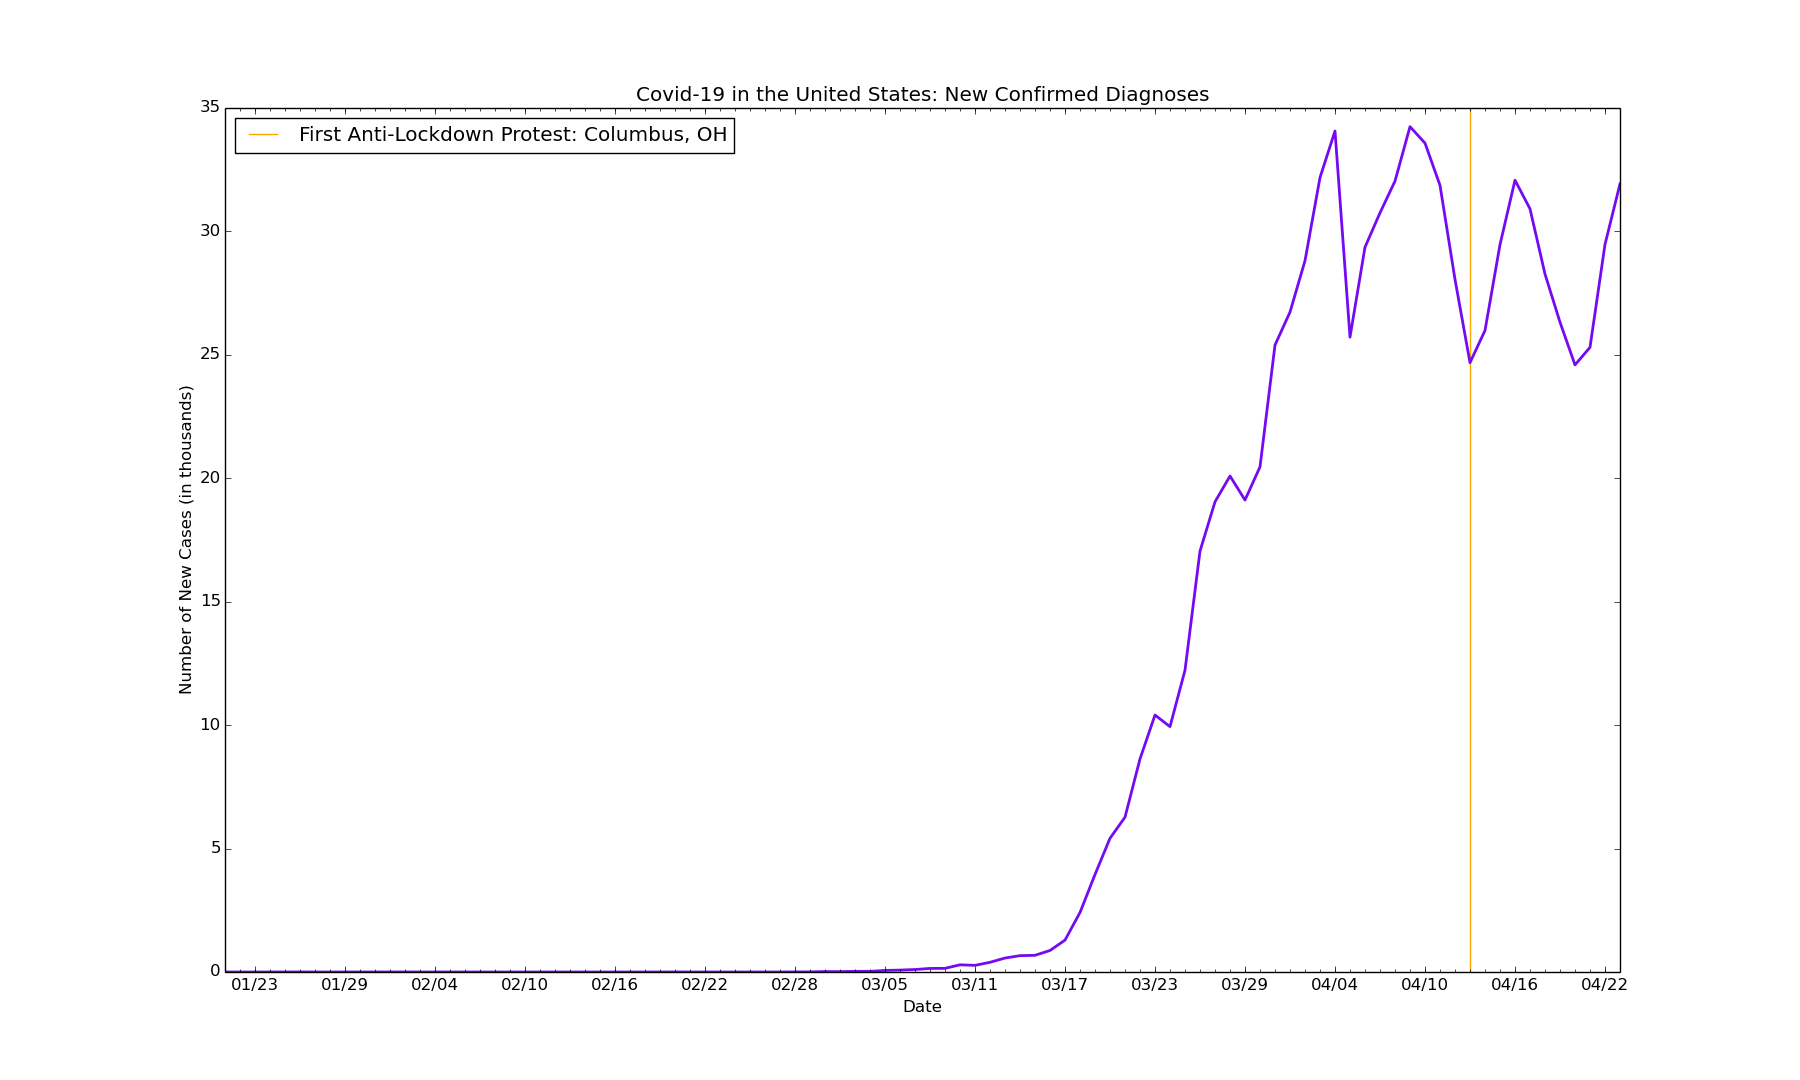 Covid-19 in the United States: New Confirmed Diagnoses
First Anti-Lockdown Protest: Columbus, OH
35
30
25
20
15
10
5
0
Number of New Cases (in thousands)
01/23 01/29 02/04 02/10 02/16 02/22 02/28 03/05 03/11 03/17 03/23 03/29 04/04 04/10 04/16 04/22
Date